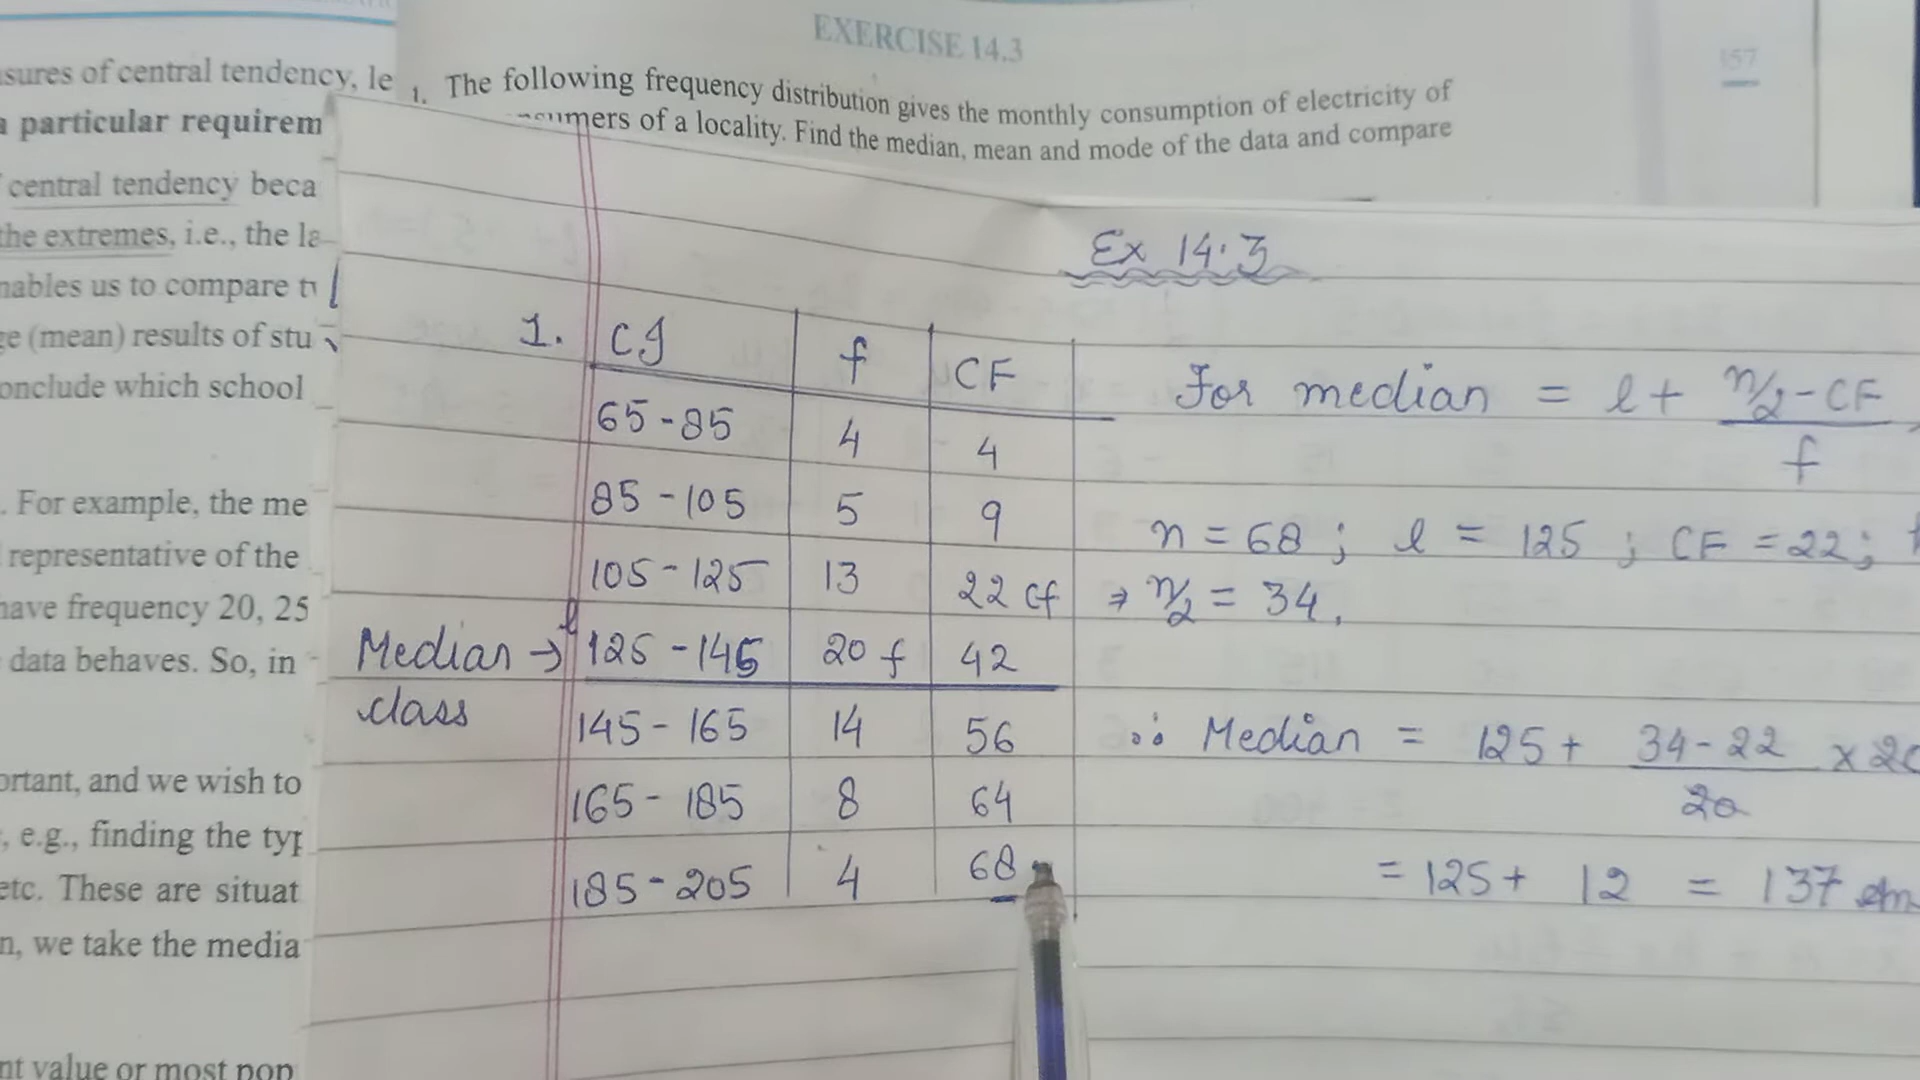 EXERCISE 14.3
157
1. The following frequency distribution gives the monthly consumption of electricity of
of a locality. Find the median, mean and mode of the data and compare
sures of central tendency, le
particular requirem
central tendency beca
the extremes, i.e., the la
nables us to compare
ge (mean) results of stu
onclude which school
. For example, the me
representative of the
have frequency 20, 25
data behaves. So, in
ortant, and we wish to
, e.g., finding the typ
etc. These are situat
n, we take the media
nt value or most pop
Ex 14.3
1. CI f CF
65-85 4 4
85-105 5 9
105-125 13 22 cf
Median → l 125-145 20 f 42
class
145-165 14 56
165-185 8 64
185-205 4 68
For median = l + n/2 - CF
f
n = 68 ; l = 125 ; CF = 22 ;
⇒ n/2 = 34.
∴ Median = 125 + 34-22 × 20
20
= 125 + 12 = 137